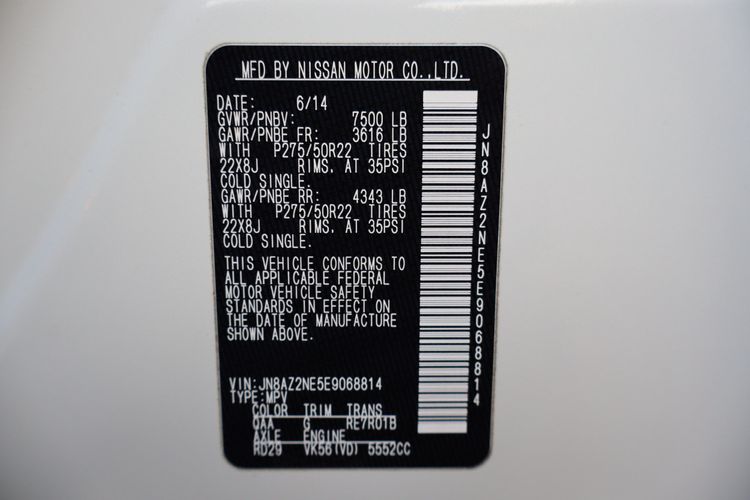 MFD BY NISSAN MOTOR CO.,LTD.
DATE: 6/14
GVWR/PNBV: 7500 LB
GAWR/PNBE FR: 3616 LB
WITH P275/50R22 TIRES
22X8J RIMS. AT 35PSI
COLD SINGLE.
GAWR/PNBE RR: 4343 LB
WITH P275/50R22 TIRES
22X8J RIMS. AT 35PSI
COLD SINGLE.
THIS VEHICLE CONFORMS TO
ALL APPLICABLE FEDERAL
MOTOR VEHICLE SAFETY
STANDARDS IN EFFECT ON
THE DATE OF MANUFACTURE
SHOWN ABOVE.
VIN:JN8AZ2NE5E9068814
TYPE:MPV
COLOR TRIM TRANS
QAA G RE7R01B
AXLE ENGINE
RD29 VK56(VD) 5552CC
JN8AZ2NE5E9068814